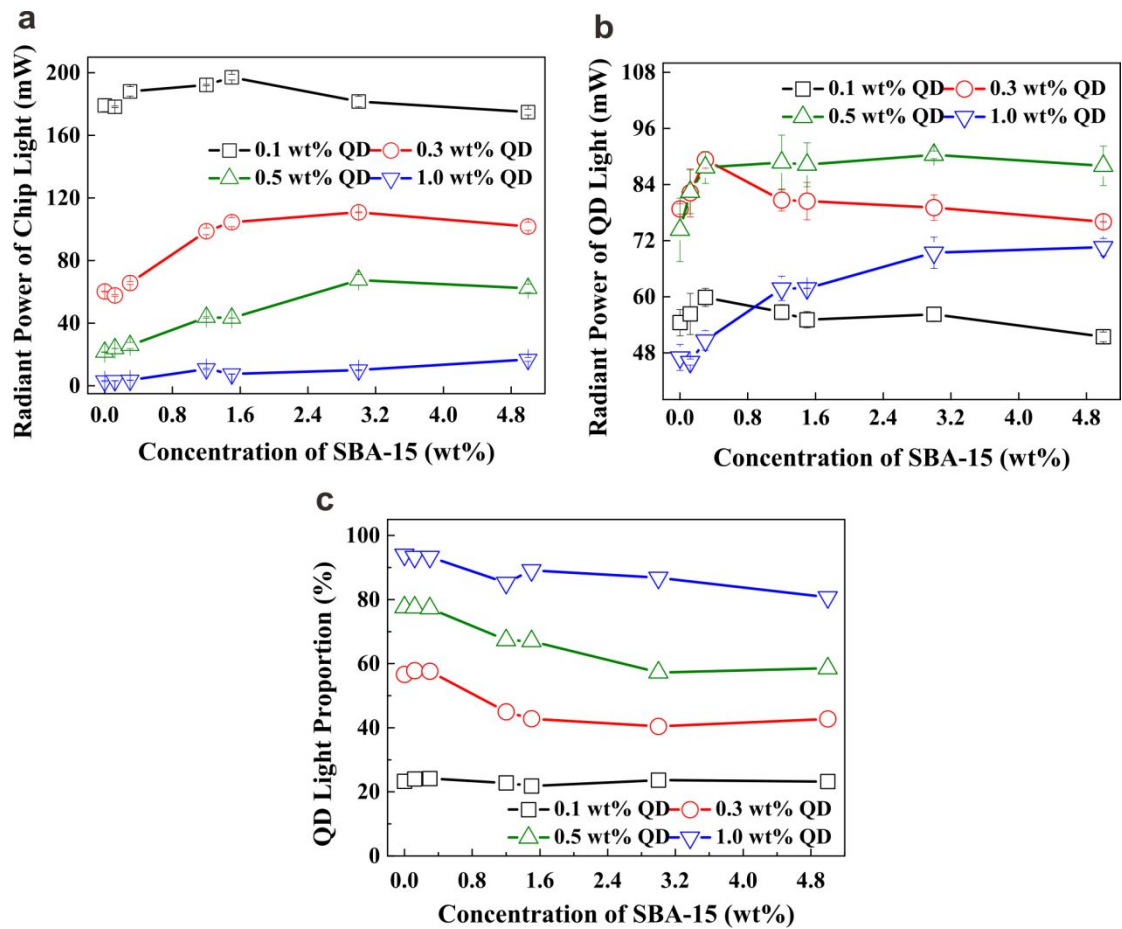 a
Radiant Power of Chip Light (mW)
200
160
120
80
40
0
0.1 wt% QD 0.3 wt% QD
0.5 wt% QD 1.0 wt% QD
0.0 0.8 1.6 2.4 3.2 4.0 4.8
Concentration of SBA-15 (wt%)
b
Radiant Power of QD Light (mW)
108
96
84
72
60
48
0.1 wt% QD 0.3 wt% QD
0.5 wt% QD 1.0 wt% QD
0.0 0.8 1.6 2.4 3.2 4.0 4.8
Concentration of SBA-15 (wt%)
c
QD Light Proportion (%)
100
80
60
40
20
0
0.1 wt% QD 0.3 wt% QD
0.5 wt% QD 1.0 wt% QD
0.0 0.8 1.6 2.4 3.2 4.0 4.8
Concentration of SBA-15 (wt%)